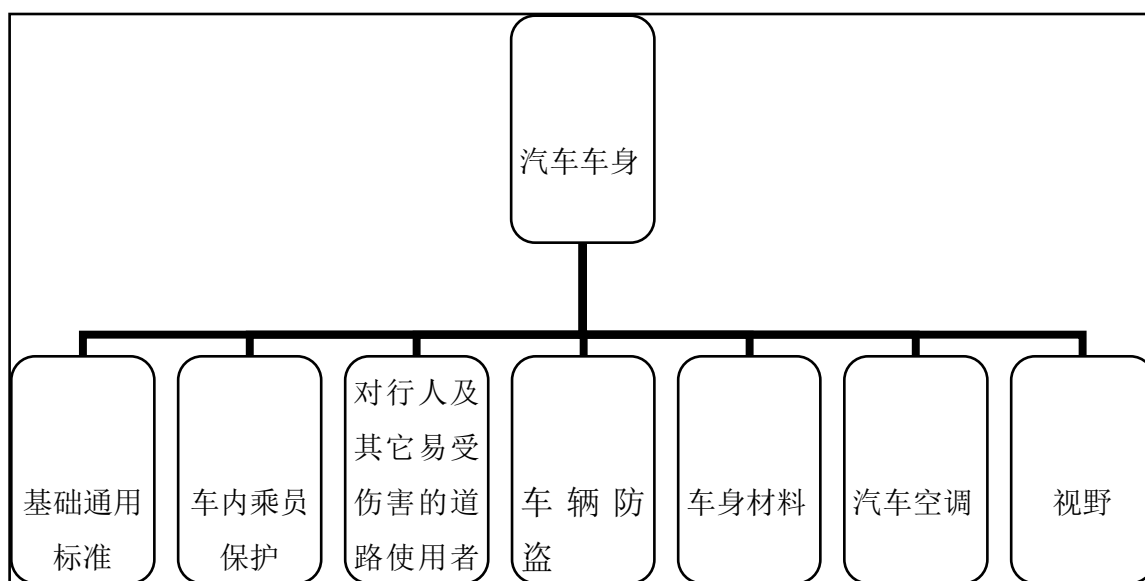 汽车车身
基础通用
标准
车内乘员
保护
对行人及
其它易受
伤害的道
路使用者
车辆防
盗
车身材料
汽车空调
视野